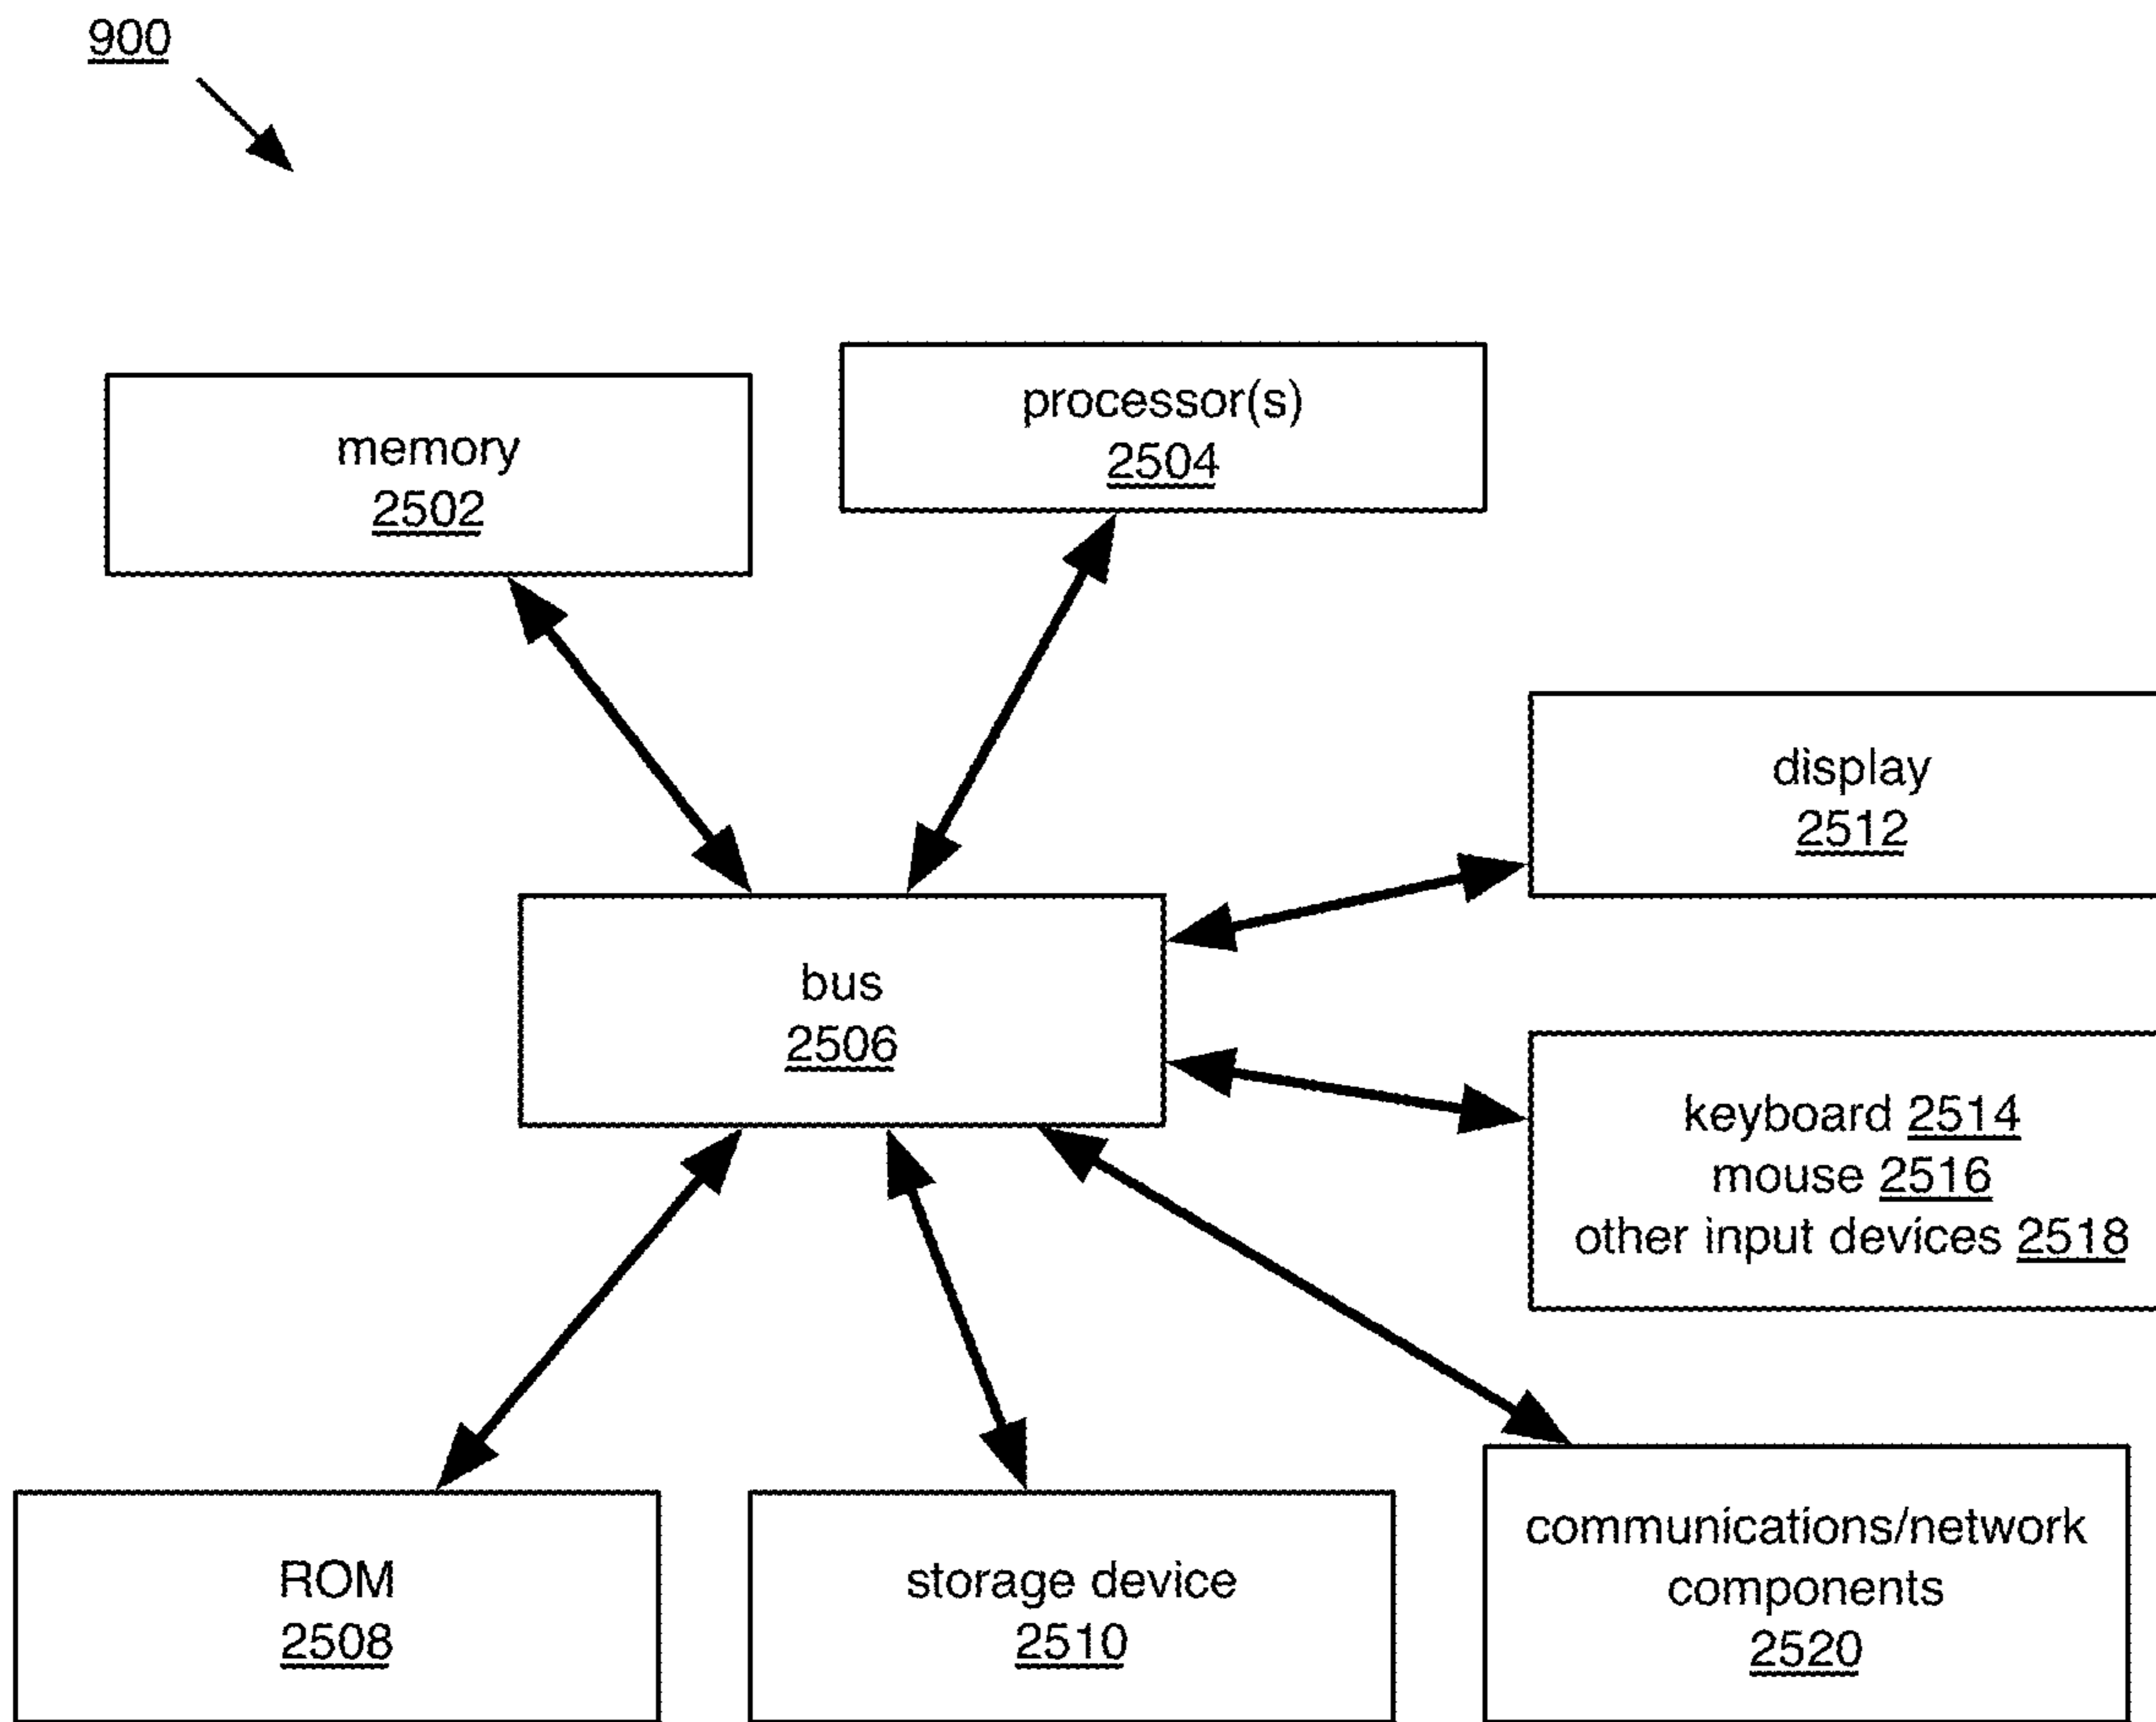 900
memory
2502
processor(s)
2504
display
2512
bus
2506
keyboard 2514
mouse 2516
other input devices 2518
ROM
2508
storage device
2510
communications/network
components
2520